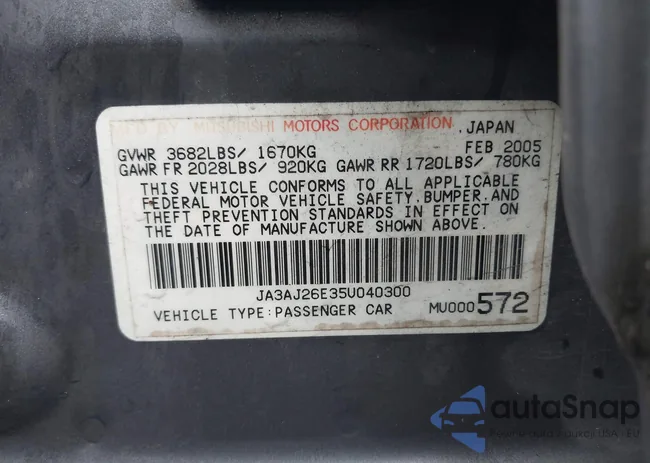 MFD BY MITSUBISHI MOTORS CORPORATION, JAPAN
GVWR 3682LBS/ 1670KG FEB 2005
GAWR FR 2028LBS/ 920KG GAWR RR 1720LBS/ 780KG
THIS VEHICLE CONFORMS TO ALL APPLICABLE
FEDERAL MOTOR VEHICLE SAFETY, BUMPER, AND
THEFT PREVENTION STANDARDS IN EFFECT ON
THE DATE OF MANUFACTURE SHOWN ABOVE.
JA3AJ26E35U040300
VEHICLE TYPE:PASSENGER CAR MU000572
autoSnap